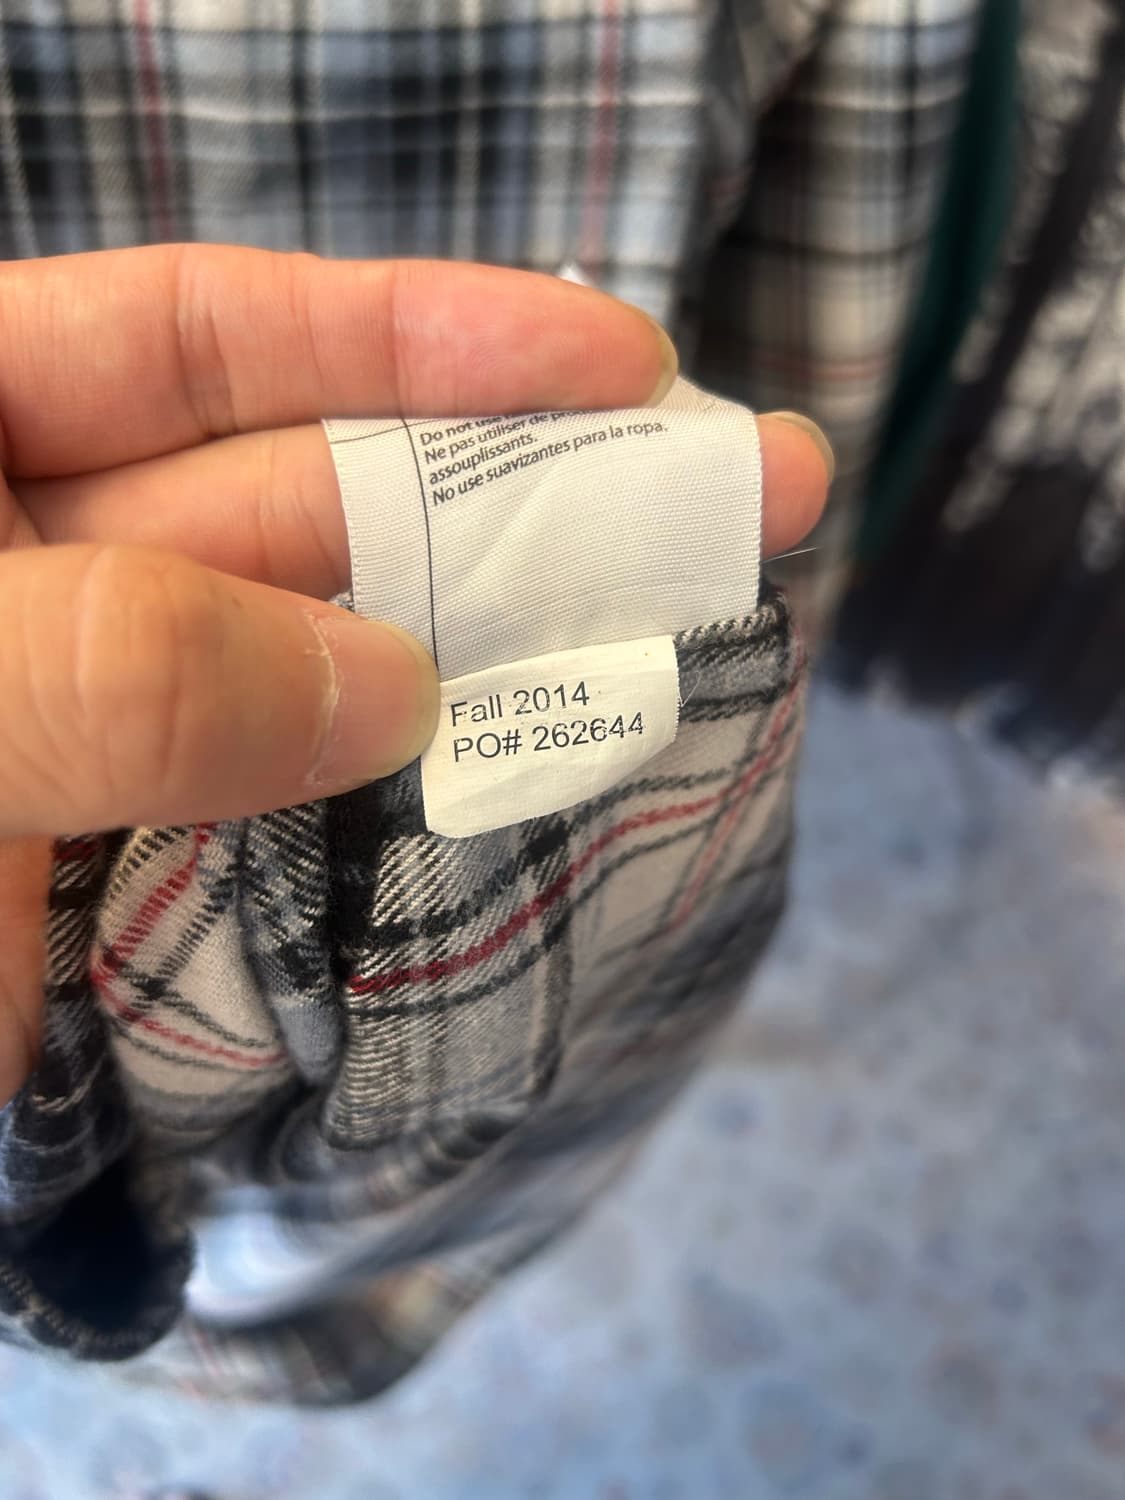 Do not use
Ne pas utiliser de
assouplissants.
No use suavizantes para la ropa.
Fall 2014
PO# 262644